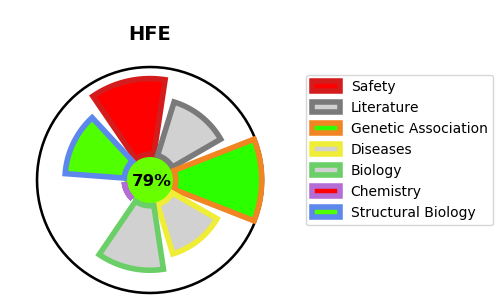 HFE
79%
Safety
Literature
Genetic Association
Diseases
Biology
Chemistry
Structural Biology